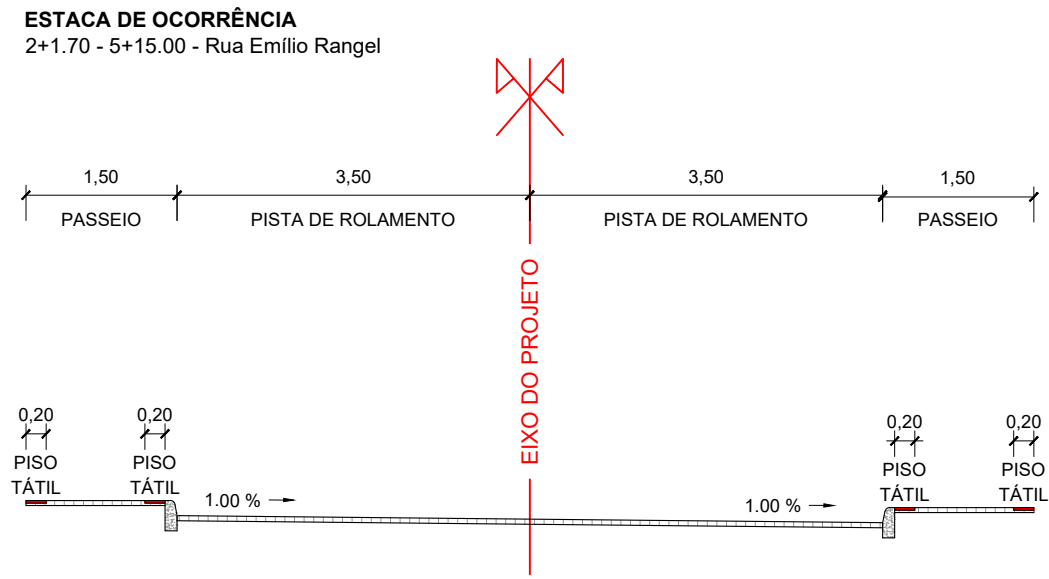 ESTACA DE OCORRÊNCIA
2+1.70 - 5+15.00 - Rua Emílio Rangel
1,50
3,50
3,50
1,50
PASSEIO
PISTA DE ROLAMENTO
PISTA DE ROLAMENTO
PASSEIO
EIXO DO PROJETO
0,20
0,20
0,20
0,20
PISO
TÁTIL
PISO
TÁTIL
PISO
TÁTIL
PISO
TÁTIL
1.00 %
1.00 %